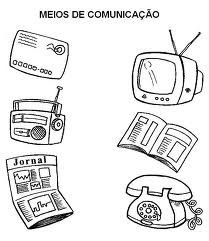 MEIOS DE COMUNICAÇÃO
Jornal